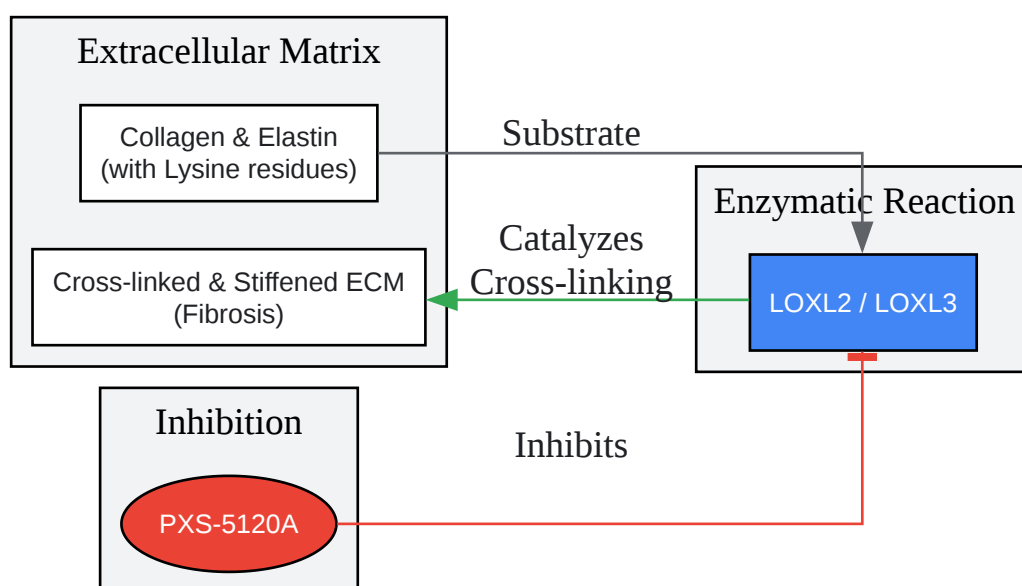 Extracellular Matrix
Collagen & Elastin
(with Lysine residues)
Substrate
Enzymatic Reaction
Catalyzes
Cross-linking
Cross-linked & Stiffened ECM
(Fibrosis)
LOXL2 / LOXL3
Inhibition
Inhibits
PXS-5120A